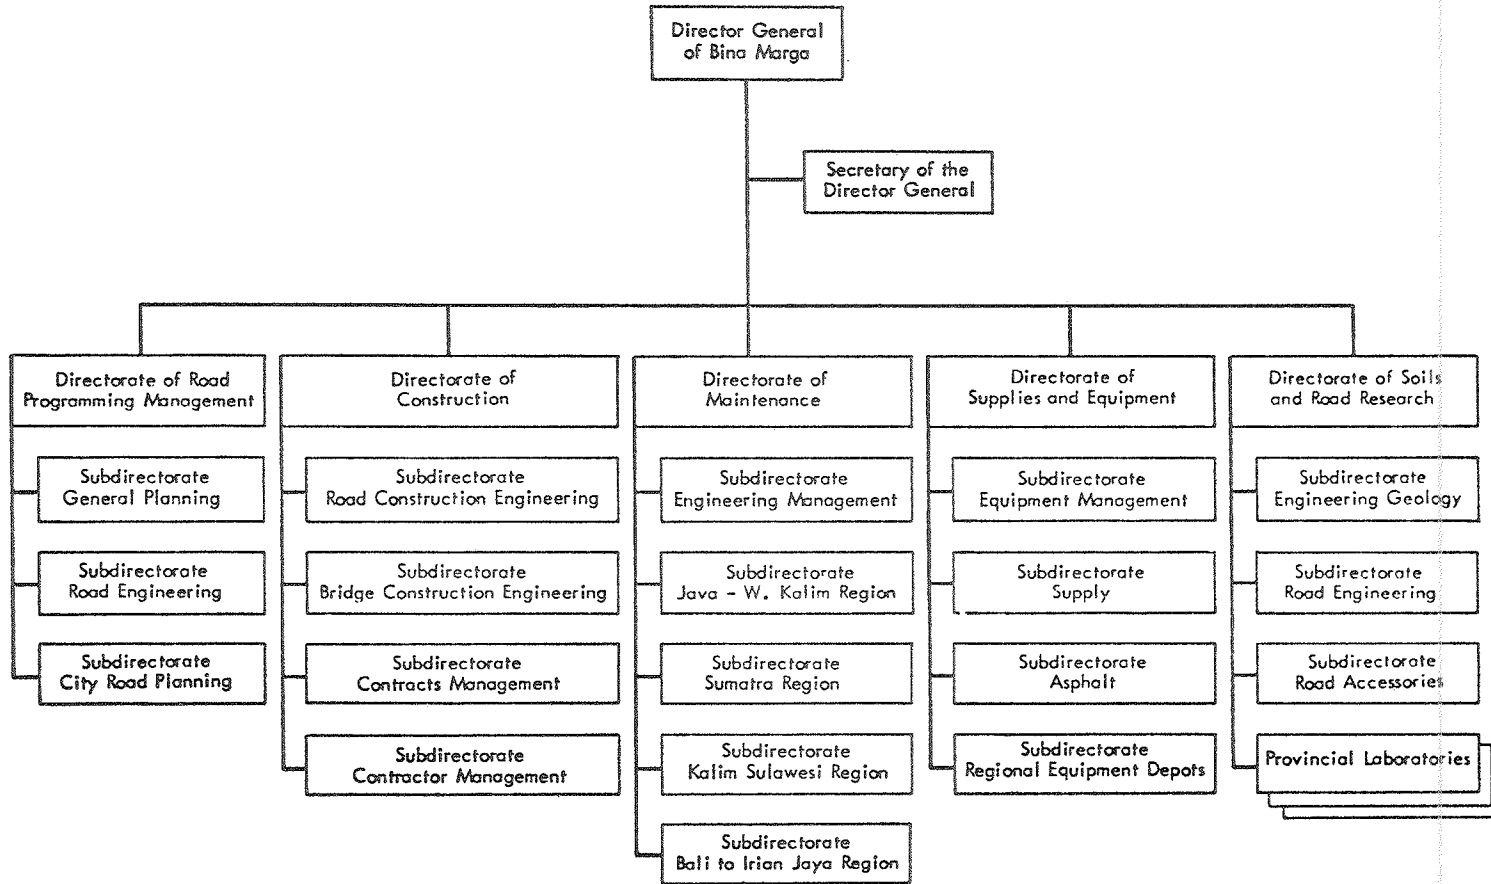 Director General
of Bina Marga
Secretary of the
Director General
Directorate of Road
Programming Management
Subdirectorate
General Planning
Subdirectorate
Road Engineering
Subdirectorate
City Road Planning
Directorate of
Construction
Subdirectorate
Road Construction Engineering
Subdirectorate
Bridge Construction Engineering
Subdirectorate
Contracts Management
Subdirectorate
Contractor Management
Directorate of
Maintenance
Subdirectorate
Engineering Management
Subdirectorate
Java - W. Kalim Region
Subdirectorate
Sumatra Region
Subdirectorate
Kalim Sulawesi Region
Subdirectorate
Bali to Irian Jaya Region
Directorate of
Supplies and Equipment
Subdirectorate
Equipment Management
Subdirectorate
Supply
Subdirectorate
Asphalt
Subdirectorate
Regional Equipment Depots
Directorate of Soils
and Road Research
Subdirectorate
Engineering Geology
Subdirectorate
Road Engineering
Subdirectorate
Road Accessories
Provincial Laboratories